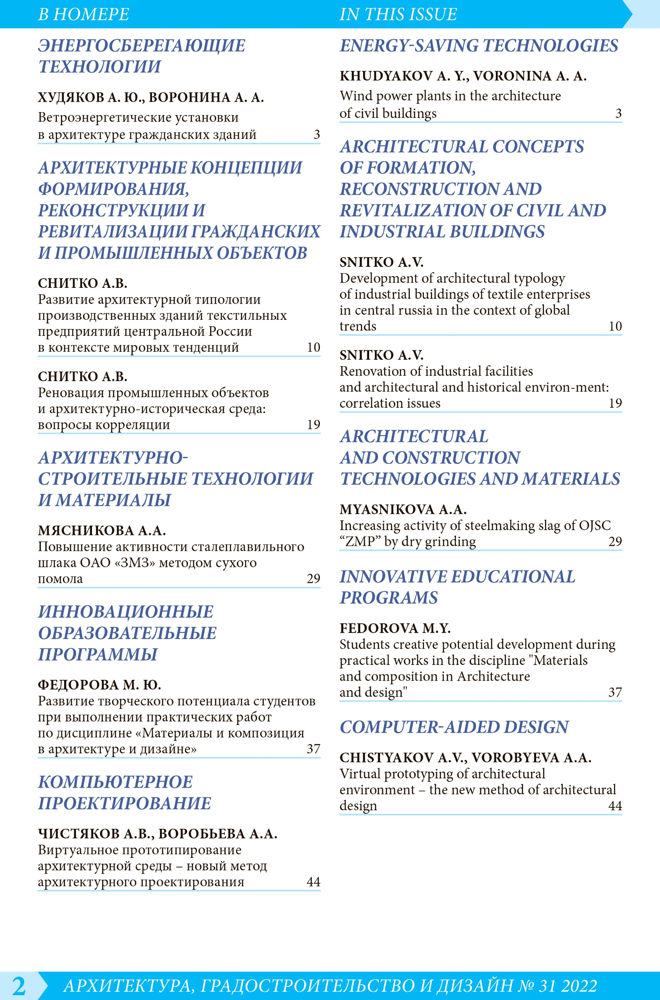 В НОМЕРЕ
ЭНЕРГОСБЕРЕГАЮЩИЕ
ТЕХНОЛОГИИ
ХУДЯКОВ А. Ю., ВОРОНИНА А. А.
Ветроэнергетические установки
в архитектуре гражданских зданий 3
АРХИТЕКТУРНЫЕ КОНЦЕПЦИИ
ФОРМИРОВАНИЯ,
РЕКОНСТРУКЦИИ И
РЕВИТАЛИЗАЦИИ ГРАЖДАНСКИХ
И ПРОМЫШЛЕННЫХ ОБЪЕКТОВ
СНИТКО А.В.
Развитие архитектурной типологии
производственных зданий текстильных
предприятий центральной России
в контексте мировых тенденций 10
СНИТКО А.В.
Реновация промышленных объектов
и архитектурно-историческая среда:
вопросы корреляции 19
АРХИТЕКТУРНО-
СТРОИТЕЛЬНЫЕ ТЕХНОЛОГИИ
И МАТЕРИАЛЫ
МЯСНИКОВА А.А.
Повышение активности сталеплавильного
шлака ОАО «ЗМЗ» методом сухого
помола 29
ИННОВАЦИОННЫЕ
ОБРАЗОВАТЕЛЬНЫЕ
ПРОГРАММЫ
ФЕДОРОВА М. Ю.
Развитие творческого потенциала студентов
при выполнении практических работ
по дисциплине «Материалы и композиция
в архитектуре и дизайне» 37
КОМПЬЮТЕРНОЕ
ПРОЕКТИРОВАНИЕ
ЧИСТЯКОВ А.В., ВОРОБЬЕВА А.А.
Виртуальное прототипирование
архитектурной среды – новый метод
архитектурного проектирования 44
IN THIS ISSUE
ENERGY-SAVING TECHNOLOGIES
KHUDYAKOV A. Y., VORONINA A. A.
Wind power plants in the architecture
of civil buildings 3
ARCHITECTURAL CONCEPTS
OF FORMATION,
RECONSTRUCTION AND
REVITALIZATION OF CIVIL AND
INDUSTRIAL BUILDINGS
SNITKO A.V.
Development of architectural typology
of industrial buildings of textile enterprises
in central russia in the context of global
trends 10
SNITKO A.V.
Renovation of industrial facilities
and architectural and historical environ-ment:
correlation issues 19
ARCHITECTURAL
AND CONSTRUCTION
TECHNOLOGIES AND MATERIALS
MYASNIKOVA A.A.
Increasing activity of steelmaking slag of OJSC
“ZMP” by dry grinding 29
INNOVATIVE EDUCATIONAL
PROGRAMS
FEDOROVA M.Y.
Students creative potential development during
practical works in the discipline "Materials
and composition in Architecture
and design" 37
COMPUTER-AIDED DESIGN
CHISTYAKOV A.V., VOROBYEVA A.A.
Virtual prototyping of architectural
environment – the new method of architectural
design 44
2 АРХИТЕКТУРА, ГРАДОСТРОИТЕЛЬСТВО И ДИЗАЙН № 31 2022